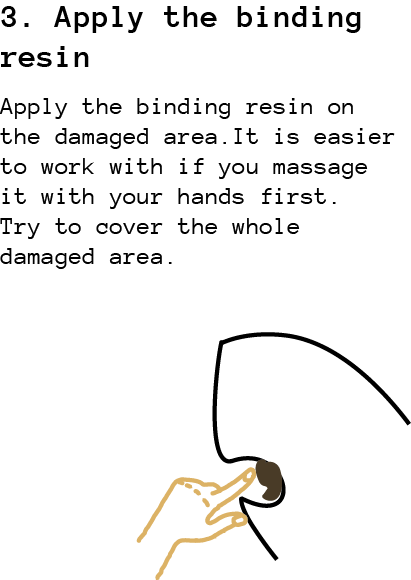 3. Apply the binding
resin
Apply the binding resin on
the damaged area.It is easier
to work with if you massage
it with your hands first.
Try to cover the whole
damaged area.